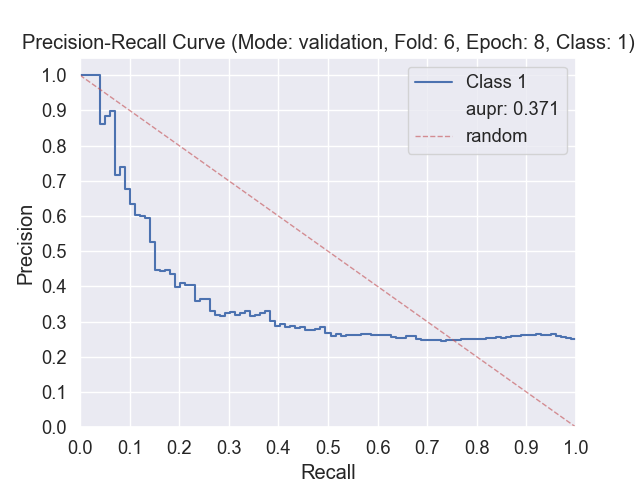 Precision-Recall Curve (Mode: validation, Fold: 6, Epoch: 8, Class: 1)
Class 1
aupr: 0.371
random
Precision
1.0
0.9
0.8
0.7
0.6
0.5
0.4
0.3
0.2
0.1
0.0
0.0 0.1 0.2 0.3 0.4 0.5 0.6 0.7 0.8 0.9 1.0
Recall